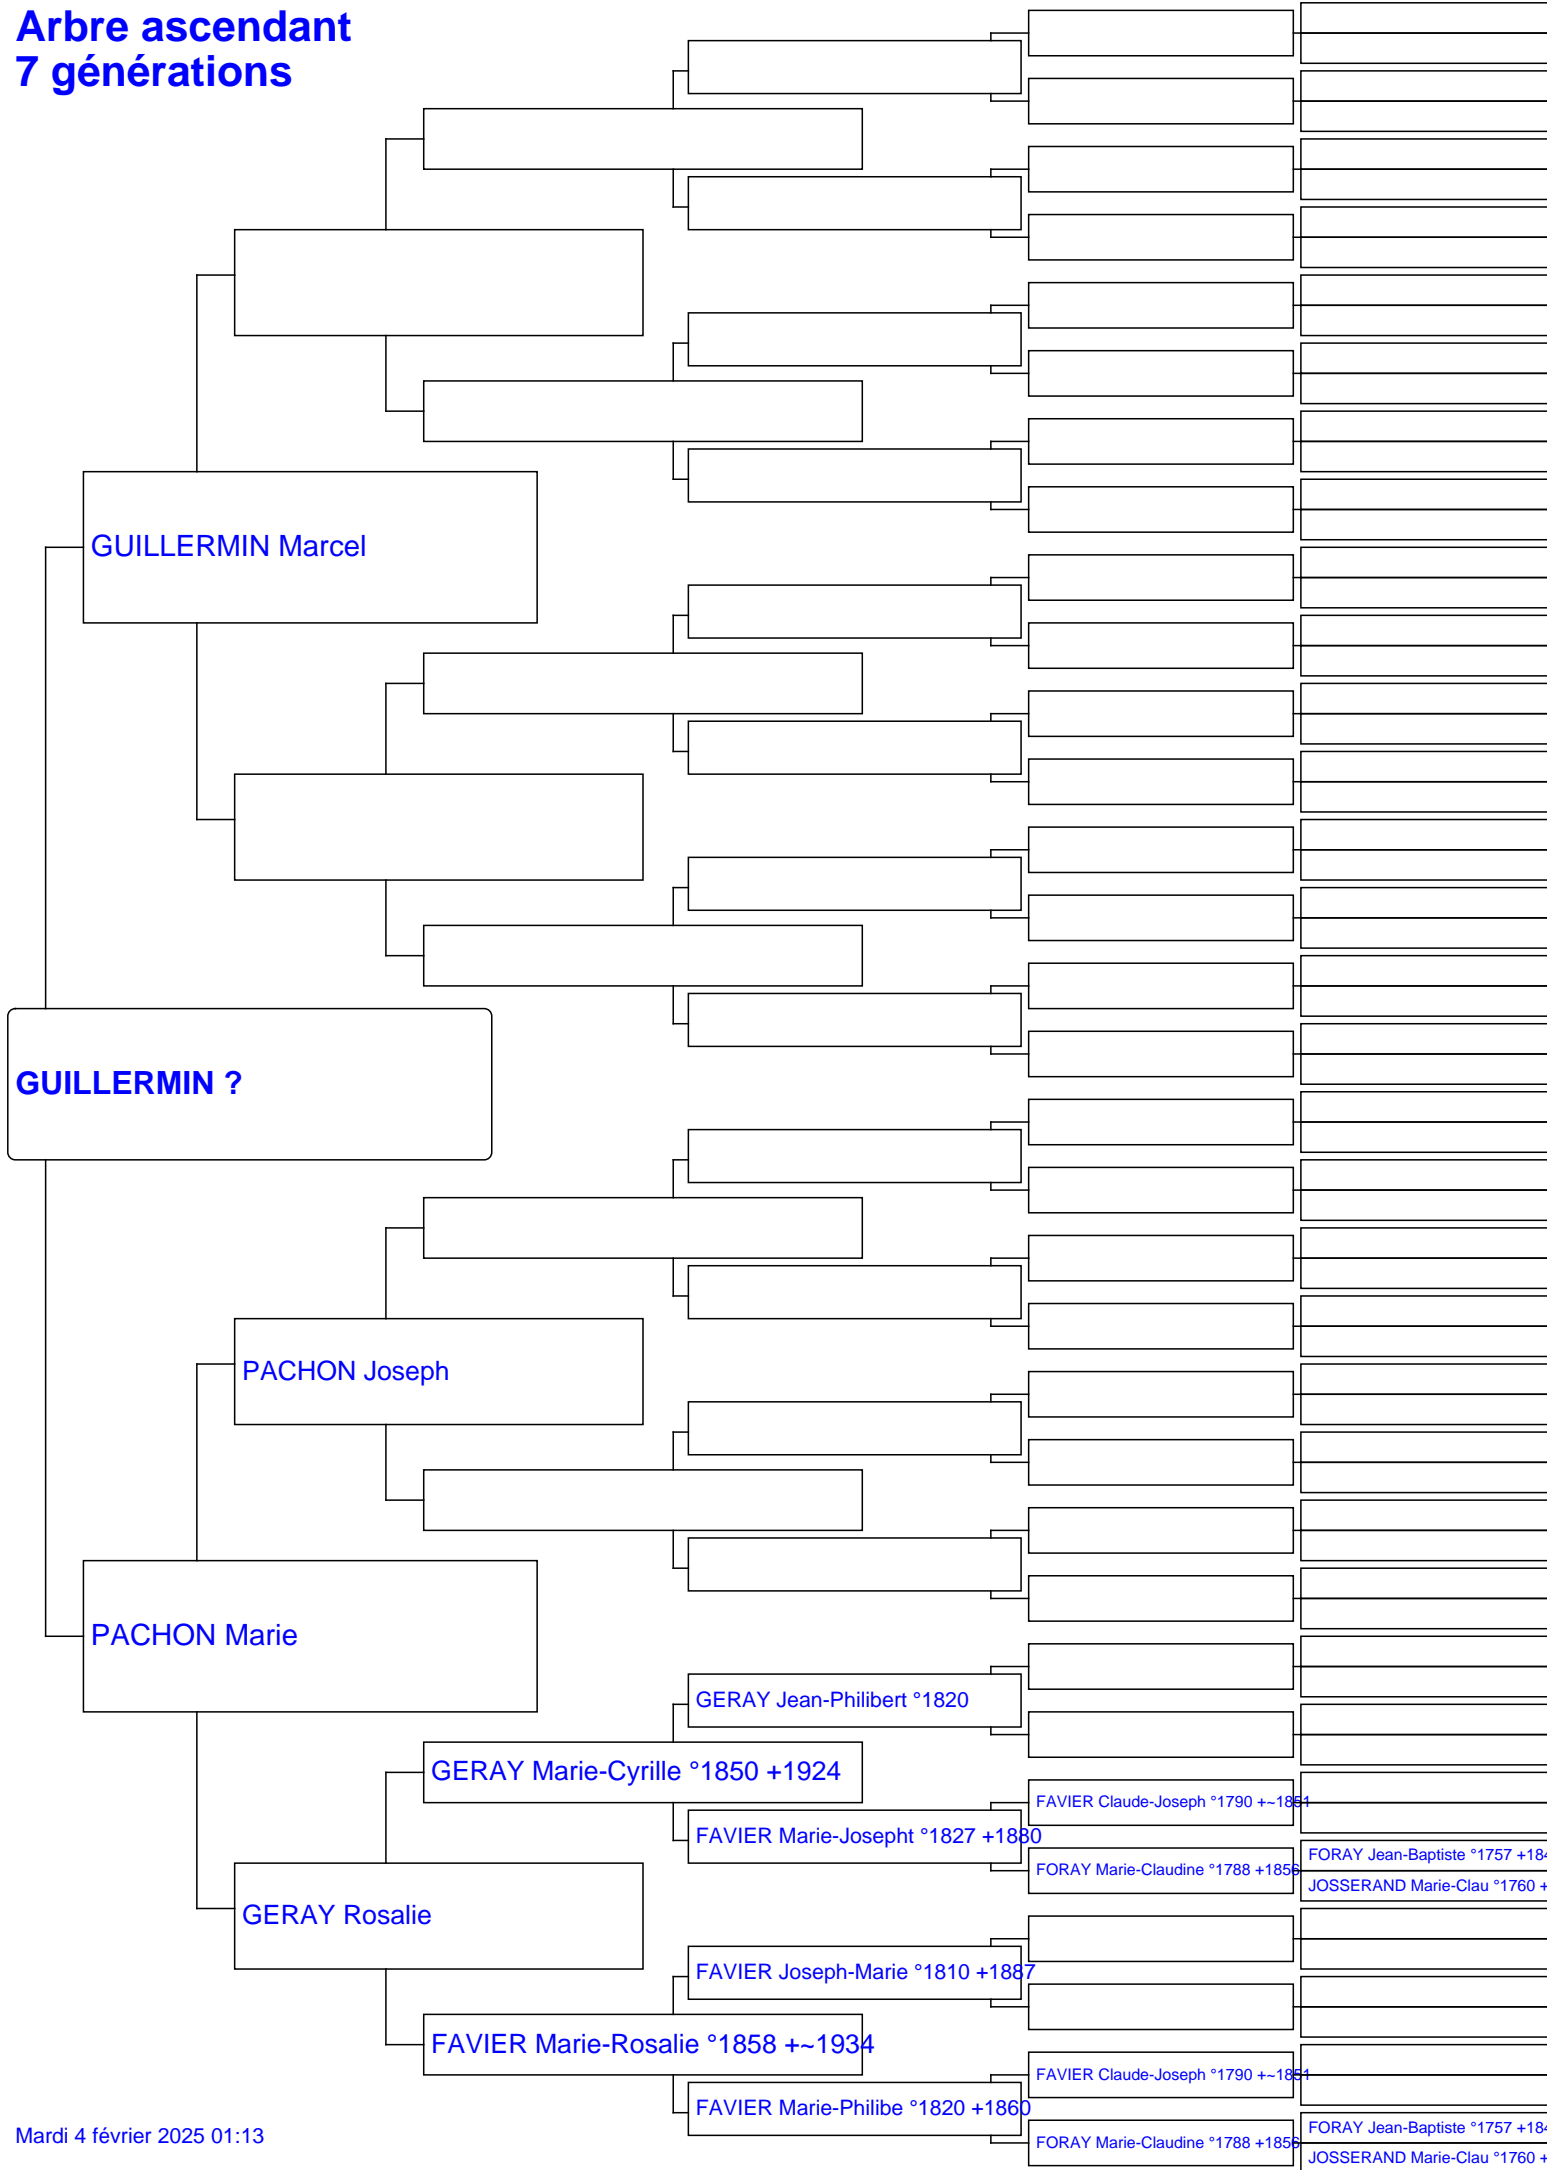 Arbre ascendant
7 générations
GUILLERMIN Marcel
GUILLERMIN ?
PACHON Joseph
PACHON Marie
GERAY Jean-Philibert °1820
GERAY Marie-Cyrille °1850 +1924
FAVIER Claude-Joseph °1790 +~1851
FAVIER Marie-Josepht °1827 +1880
FORAY Jean-Baptiste °1757 +184
FORAY Marie-Claudine °1788 +1856
JOSSERAND Marie-Clau °1760 +
GERAY Rosalie
FAVIER Joseph-Marie °1810 +1887
FAVIER Marie-Rosalie °1858 +~1934
FAVIER Claude-Joseph °1790 +~1851
FAVIER Marie-Philibe °1820 +1860
FORAY Jean-Baptiste °1757 +184
FORAY Marie-Claudine °1788 +1856
JOSSERAND Marie-Clau °1760 +
Mardi 4 février 2025 01:13